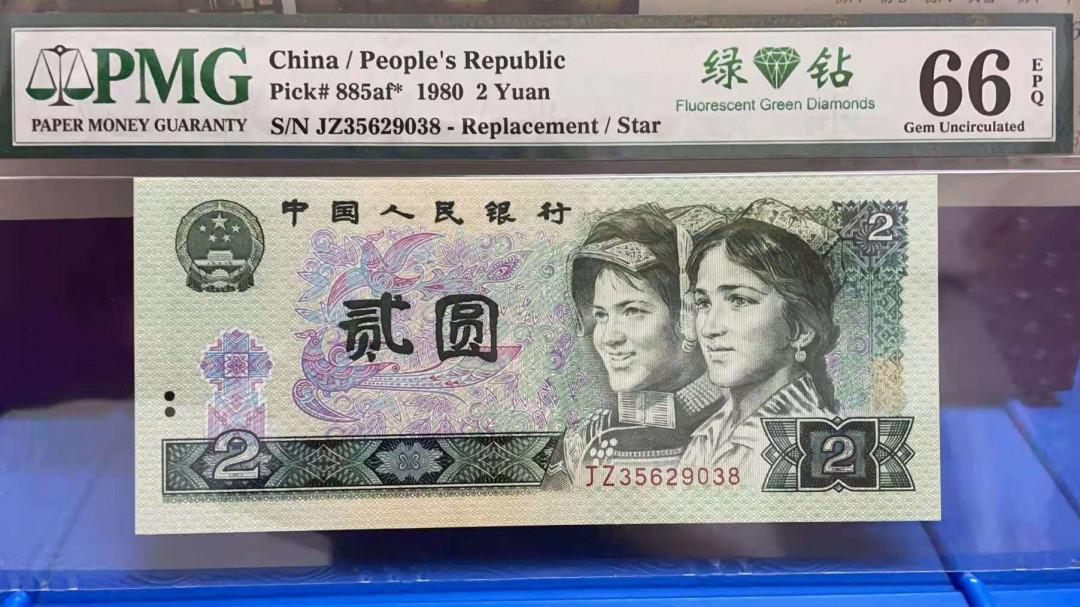 PMG
PAPER MONEY GUARANTY
China / People's Republic
Pick# 885af* 1980 2 Yuan
S/N JZ35629038 - Replacement / Star
绿 钻
Fluorescent Green Diamonds
66
EPQ
Gem Uncirculated
中国人民银行
2
贰圆
2
JZ35629038
2